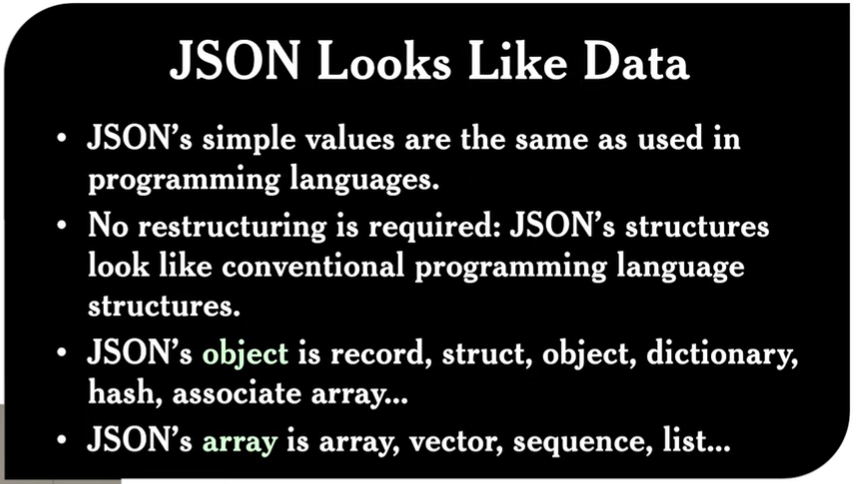 JSON Looks Like Data
• JSON's simple values are the same as used in
programming languages.
• No restructuring is required: JSON's structures
look like conventional programming language
structures.
• JSON's object is record, struct, object, dictionary,
hash, associate array...
• JSON's array is array, vector, sequence, list...